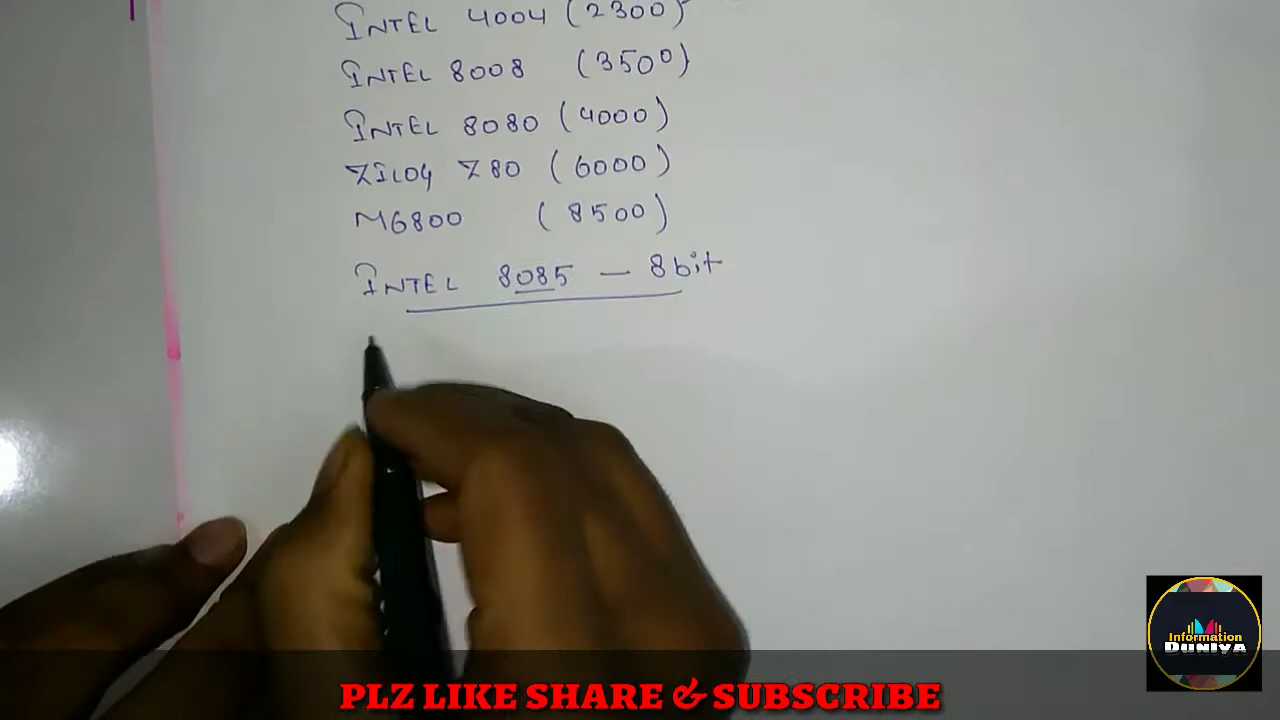 INTEL 4004 (2300)
INTEL 8008 (3500)
INTEL 8080 (4000)
ZILOG Z80 (6000)
M6800 (8500)
INTEL 8085 — 8bit
Information
DUNIYA
PLZ LIKE SHARE & SUBSCRIBE